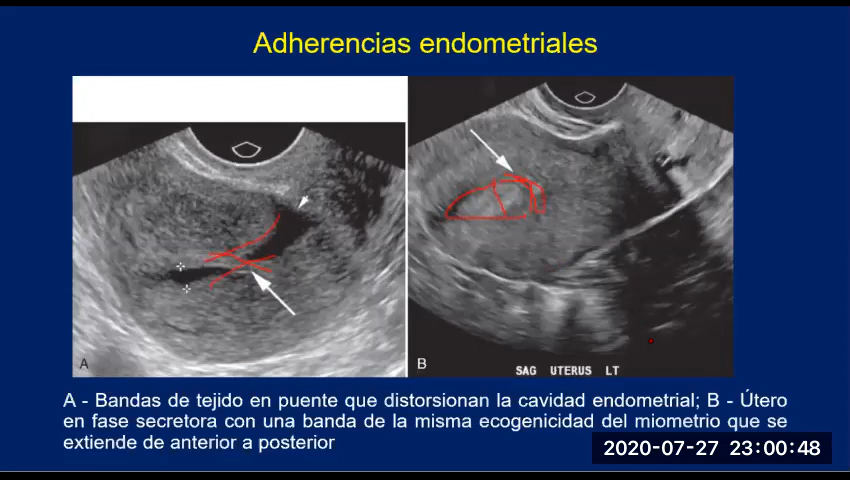 Adherencias endometriales
A
B
SAG UTERUS LT
A - Bandas de tejido en puente que distorsionan la cavidad endometrial; B - Útero
en fase secretora con una banda de la misma ecogenicidad del miometrio que se
extiende de anterior a posterior
2020-07-27 23:00:48